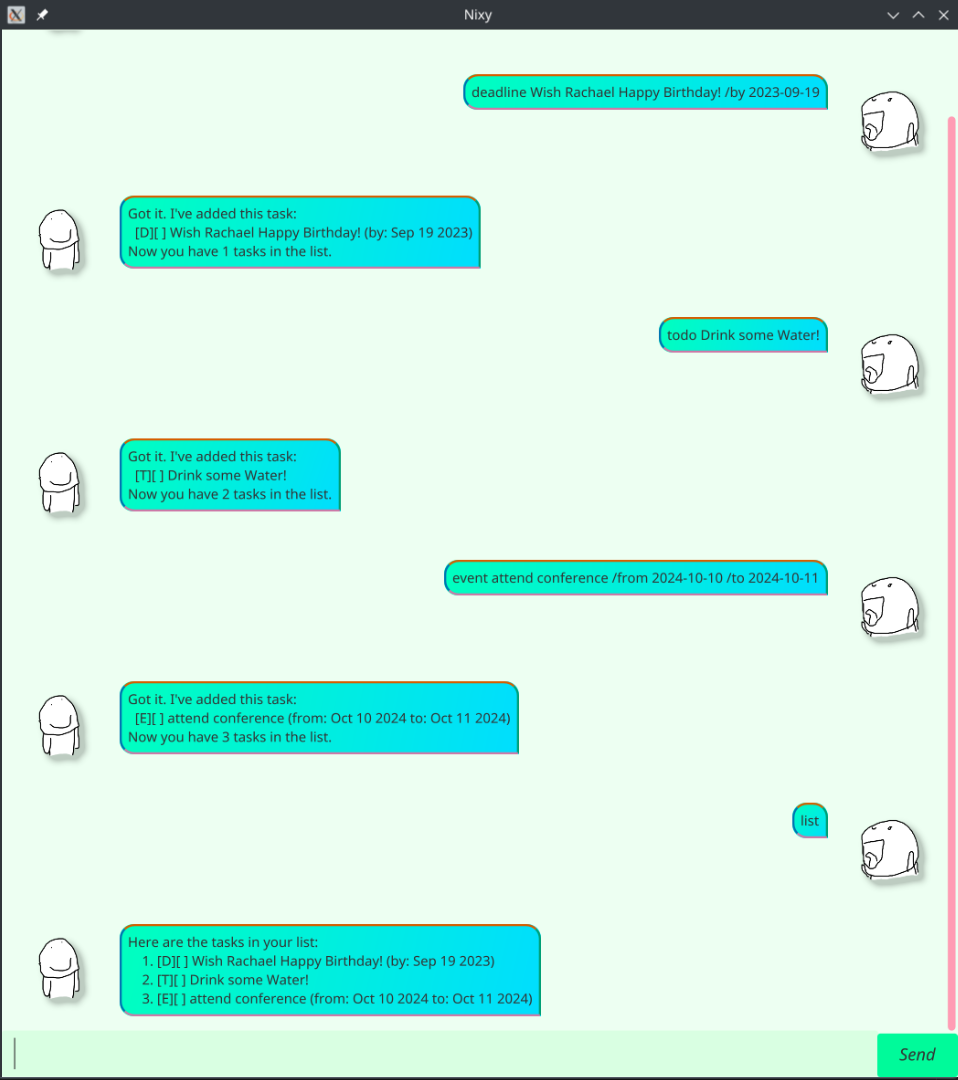 Nixy
deadline Wish Rachael Happy Birthday! /by 2023-09-19
Got it. I've added this task:
[D][ ] Wish Rachael Happy Birthday! (by: Sep 19 2023)
Now you have 1 tasks in the list.
todo Drink some Water!
Got it. I've added this task:
[T][ ] Drink some Water!
Now you have 2 tasks in the list.
event attend conference /from 2024-10-10 /to 2024-10-11
Got it. I've added this task:
[E][ ] attend conference (from: Oct 10 2024 to: Oct 11 2024)
Now you have 3 tasks in the list.
list
Here are the tasks in your list:
1. [D][ ] Wish Rachael Happy Birthday! (by: Sep 19 2023)
2. [T][ ] Drink some Water!
3. [E][ ] attend conference (from: Oct 10 2024 to: Oct 11 2024)
Send